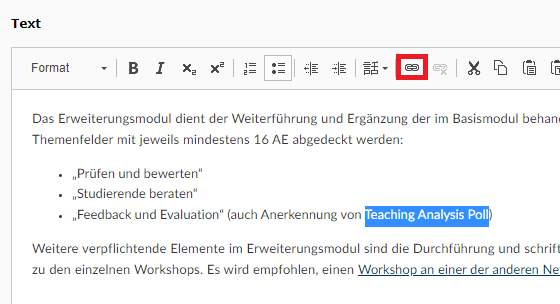 Text
Format B I x₂ x² 話
Das Erweiterungsmodul dient der Weiterführung und Ergänzung der im Basismodul behan
Themenfelder mit jeweils mindestens 16 AE abgedeckt werden:
• „Prüfen und bewerten“
• „Studierende beraten“
• „Feedback und Evaluation“ (auch Anerkennung von Teaching Analysis Poll)
Weitere verpflichtende Elemente im Erweiterungsmodul sind die Durchführung und schrift
zu den einzelnen Workshops. Es wird empfohlen, einen Workshop an einer der anderen Ne